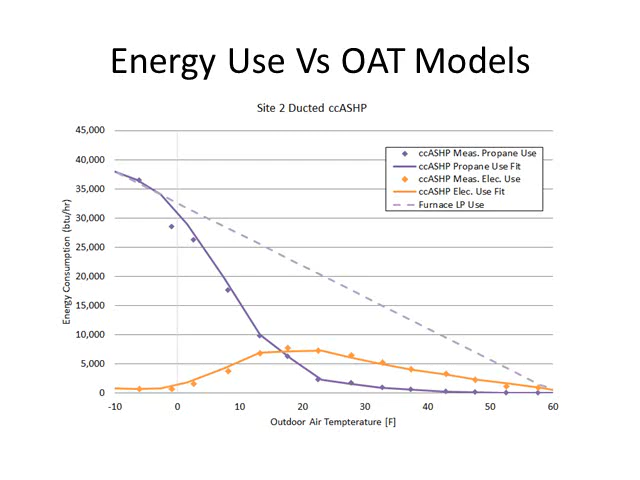 Energy Use Vs OAT Models
Site 2 Ducted ccASHP
45,000
40,000
35,000
30,000
25,000
20,000
15,000
10,000
5,000
0
Energy Consumption (btu/hr)
ccASHP Meas. Propane Use
ccASHP Propane Use Fit
ccASHP Meas. Elec. Use
ccASHP Elec. Use Fit
Furnace LP Use
-10 0 10 20 30 40 50 60
Outdoor Air Tempterature [F]